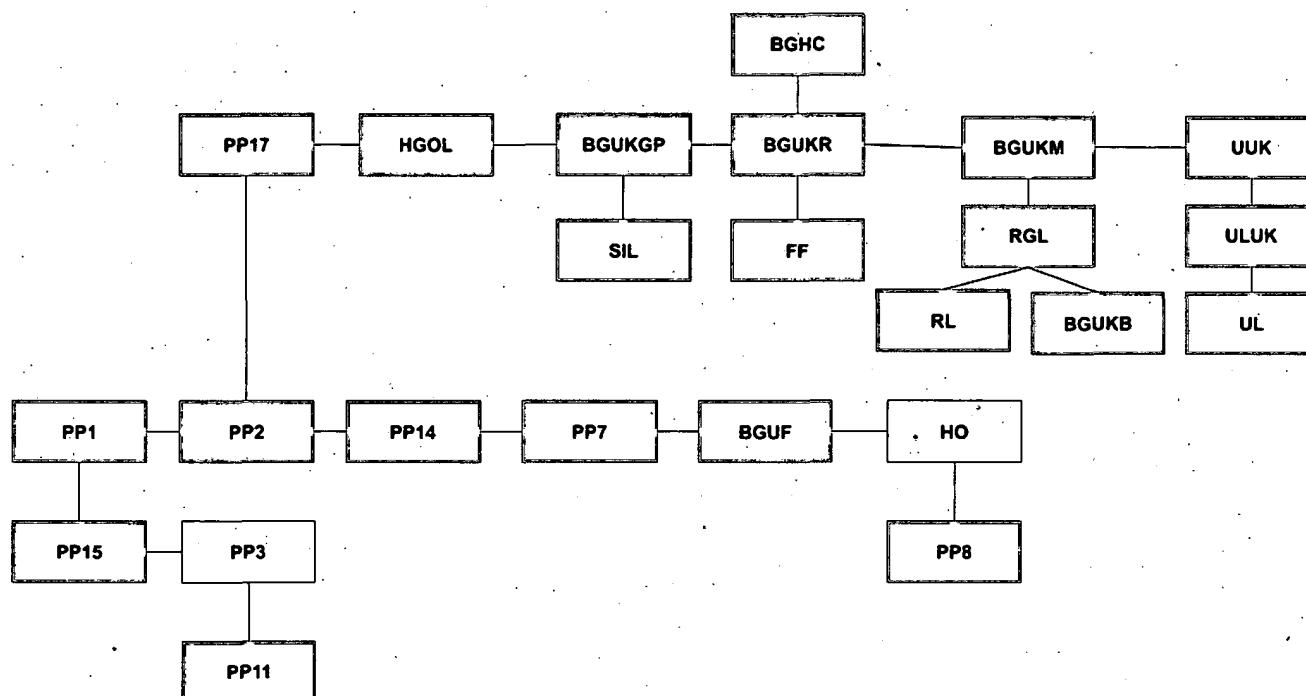 BGHC
PP17
HGOL
BGUKGP
BGUKR
BGUKM
UUK
SIL
FF
RGL
ULUK
RL
BGUKB
UL
PP1
PP2
PP14
PP7
BGUF
HO
PP15
PP3
PP8
PP11